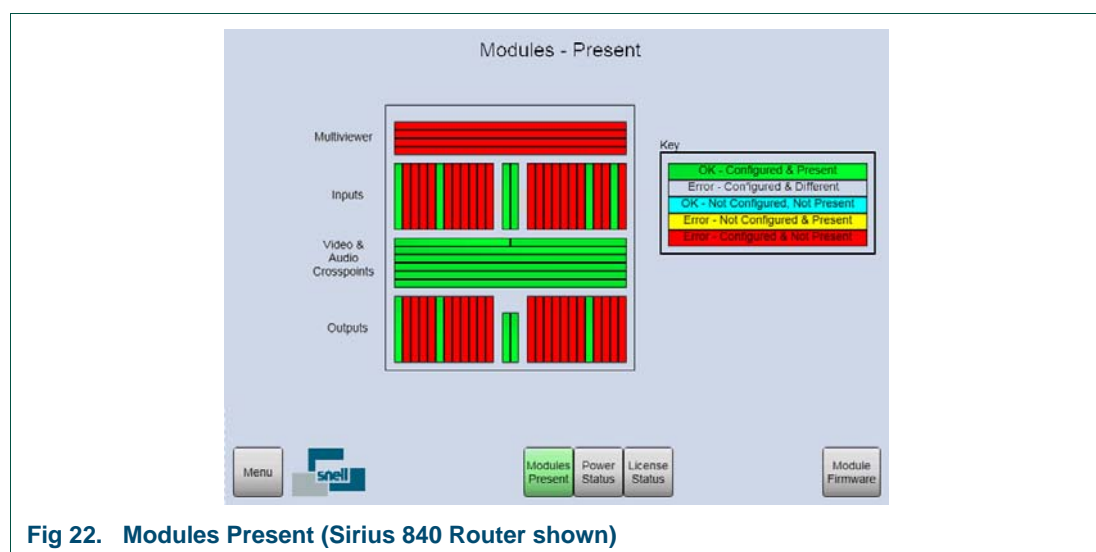 Modules - Present
Multiviewer
Inputs
Video &
Audio
Crosspoints
Outputs
Key
OK - Configured & Present
Error - Configured & Different
OK - Not Configured, Not Present
Error - Not Configured & Present
Error - Configured & Not Present
Menu
snell
Modules
Present
Power
Status
License
Status
Module
Firmware
Fig 22. Modules Present (Sirius 840 Router shown)